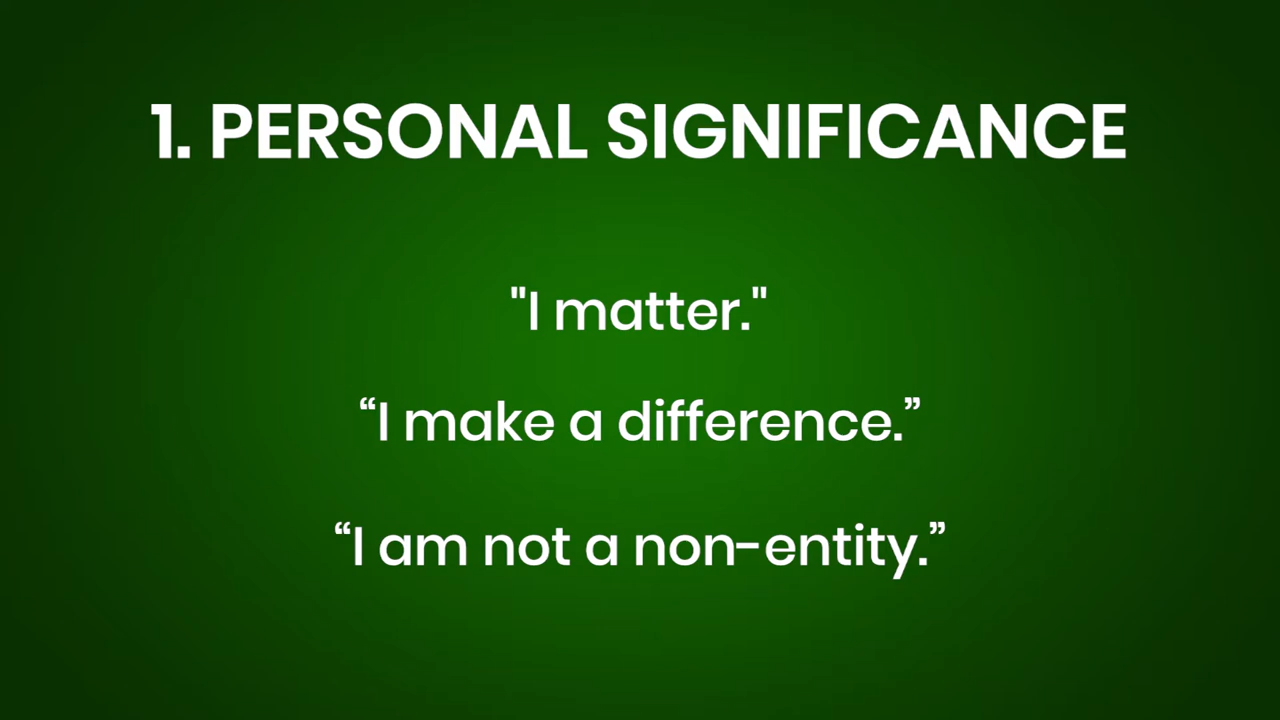 1. PERSONAL SIGNIFICANCE
"I matter."
“I make a difference.”
“I am not a non-entity.”